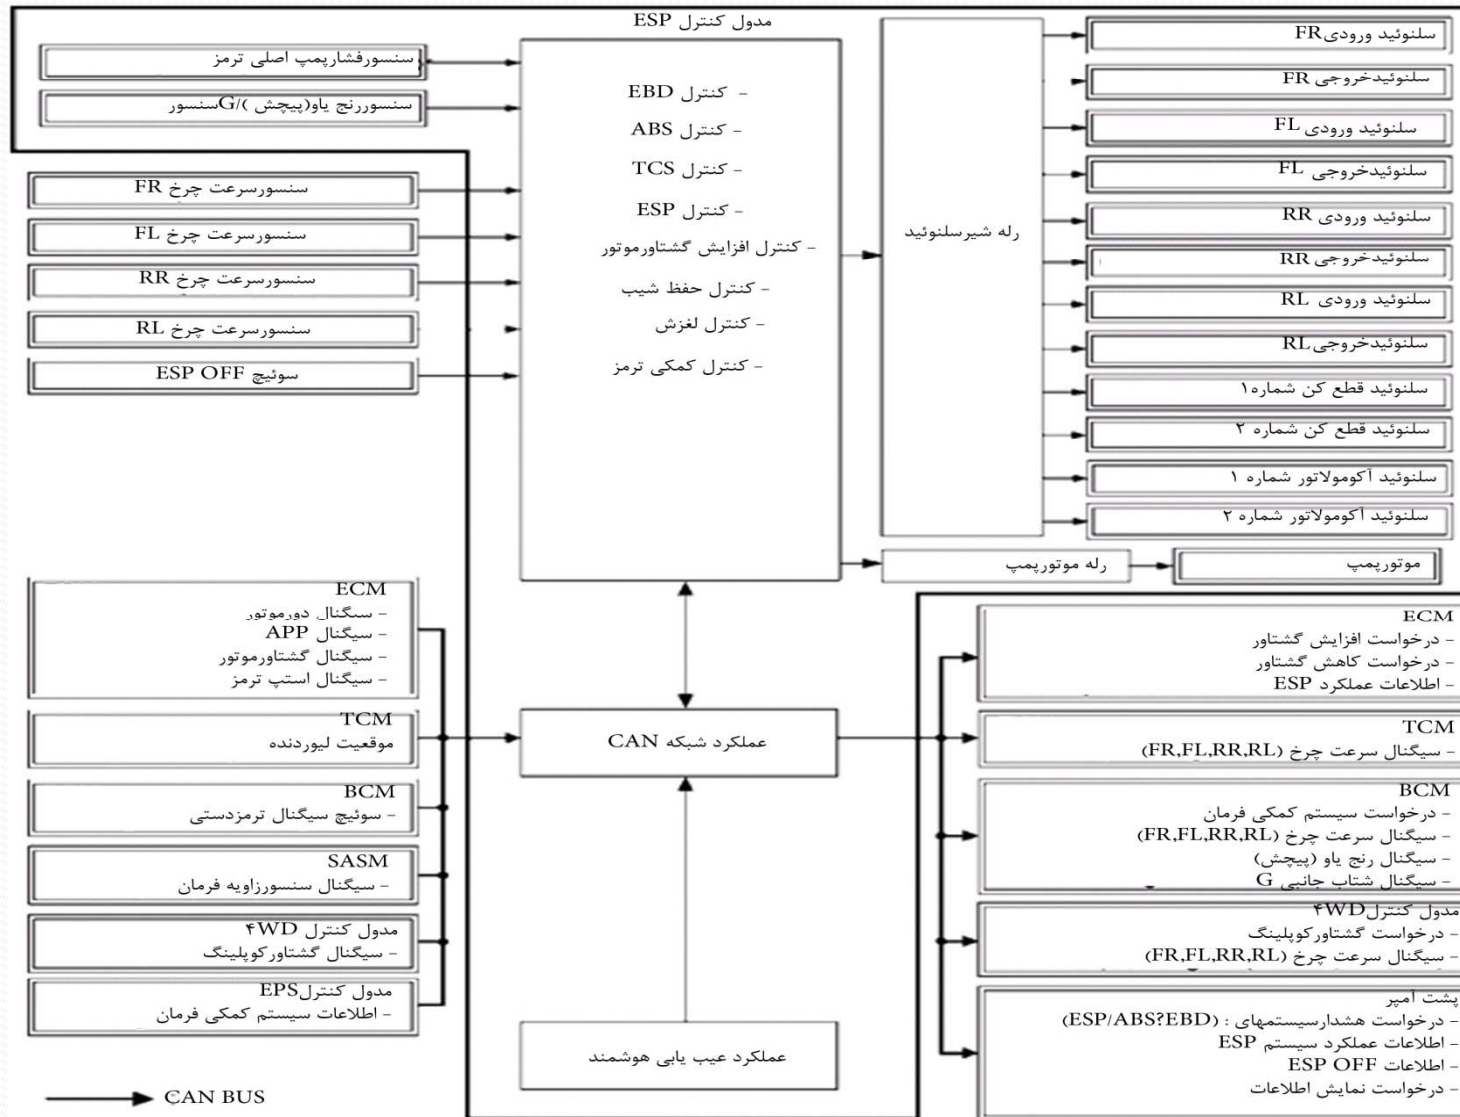 مدول کنترل ESP
سنسورفشارپمپ اصلی ترمز
سنسوررنج یاو(پیچش )/Gسنسور
سنسورسرعت چرخ FR
سنسورسرعت چرخ FL
سنسورسرعت چرخ RR
سنسورسرعت چرخ RL
سوئیچ ESP OFF
- کنترل EBD
- کنترل ABS
- کنترل TCS
- کنترل ESP
- کنترل افزایش گشتاورموتور
- کنترل حفظ شیب
- کنترل لغزش
- کنترل کمکی ترمز
رله شیرسلنوئید
سلنوئید ورودیFR
سلنوئیدخروجی FR
سلنوئید ورودی FL
سلنوئیدخروجی FL
سلنوئید ورودی RR
سلنوئیدخروجی RR
سلنوئید ورودی RL
سلنوئیدخروجیRL
سلنوئید قطع کن شماره۱
سلنوئید قطع کن شماره ۲
سلنوئید آکومولاتور شماره ۱
سلنوئید آکومولاتور شماره ۲
رله موتورپمپ
موتورپمپ
ECM
- سیگنال دورموتور
- سیگنال APP
- سیگنال گشتاورموتور
- سیگنال استپ ترمز
TCM
موقعیت لیوردنده
BCM
- سوئیچ سیگنال ترمزدستی
SASM
- سیگنال سنسورزاویه فرمان
مدول کنترل ۴WD
- سیگنال گشتاورکوپلینگ
مدول کنترلEPS
- اطلاعات سیستم کمکی فرمان
عملکرد شبکه CAN
عملکرد عیب یابی هوشمند
ECM
- درخواست افزایش گشتاور
- درخواست کاهش گشتاور
- اطلاعات عملکرد ESP
TCM
- سیگنال سرعت چرخ (FR,FL,RR,RL)
BCM
- درخواست سیستم کمکی فرمان
- سیگنال سرعت چرخ (FR,FL,RR,RL)
- سیگنال رنج یاو (پیچش)
- سیگنال شتاب جانبی G
مدول کنترل۴WD
- درخواست گشتاورکوپلینگ
- سیگنال سرعت چرخ (FR,FL,RR,RL)
پشت آمپر
- درخواست هشدارسیستمهای : (ESP/ABS?EBD)
- اطلاعات عملکرد سیستم ESP
- اطلاعات ESP OFF
- درخواست نمایش اطلاعات
CAN BUS